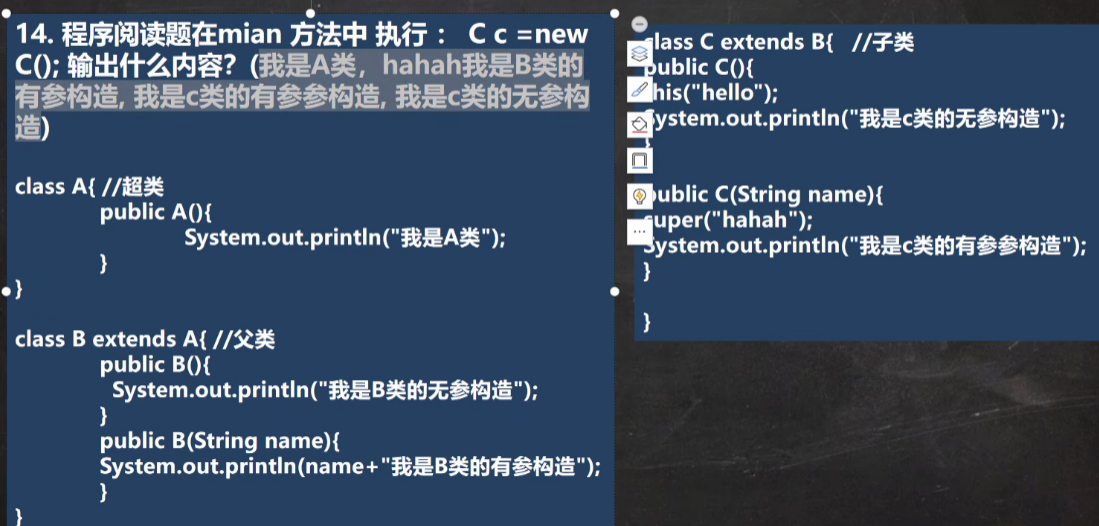 14. 程序阅读题在mian 方法中 执行 ： C c =new
C(); 输出什么内容？(我是A类，hahah我是B类的
有参构造, 我是c类的有参参构造, 我是c类的无参构
造)
class A{ //超类
public A(){
System.out.println("我是A类");
}
}
class B extends A{ //父类
public B(){
System.out.println("我是B类的无参构造");
}
public B(String name){
System.out.println(name+"我是B类的有参构造");
}
}
class C extends B{ //子类
public C(){
this("hello");
System.out.println("我是c类的无参构造");
}
public C(String name){
super("hahah");
System.out.println("我是c类的有参参构造");
}
}